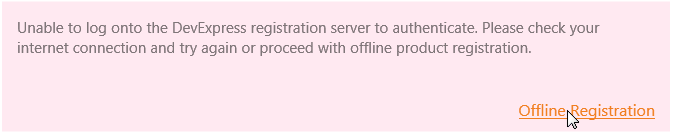 Unable to log onto the DevExpress registration server to authenticate. Please check your
internet connection and try again or proceed with offline product registration.
Offline Registration